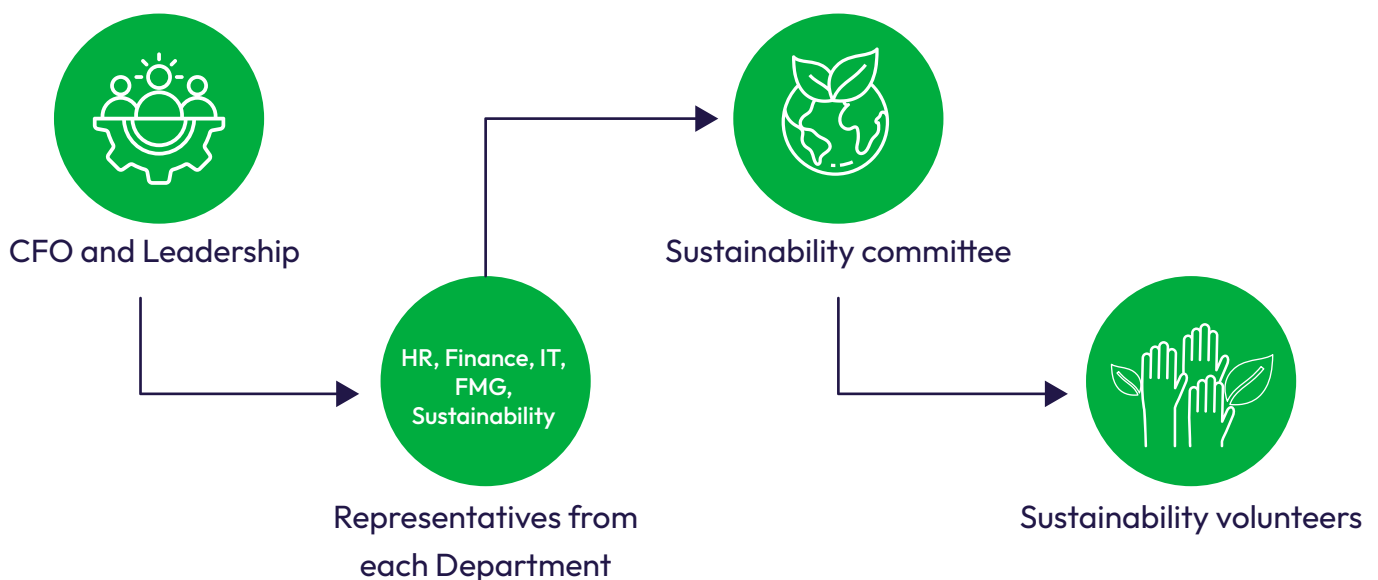 CFO and Leadership
HR, Finance, IT,
FMG,
Sustainability
Representatives from
each Department
Sustainability committee
Sustainability volunteers